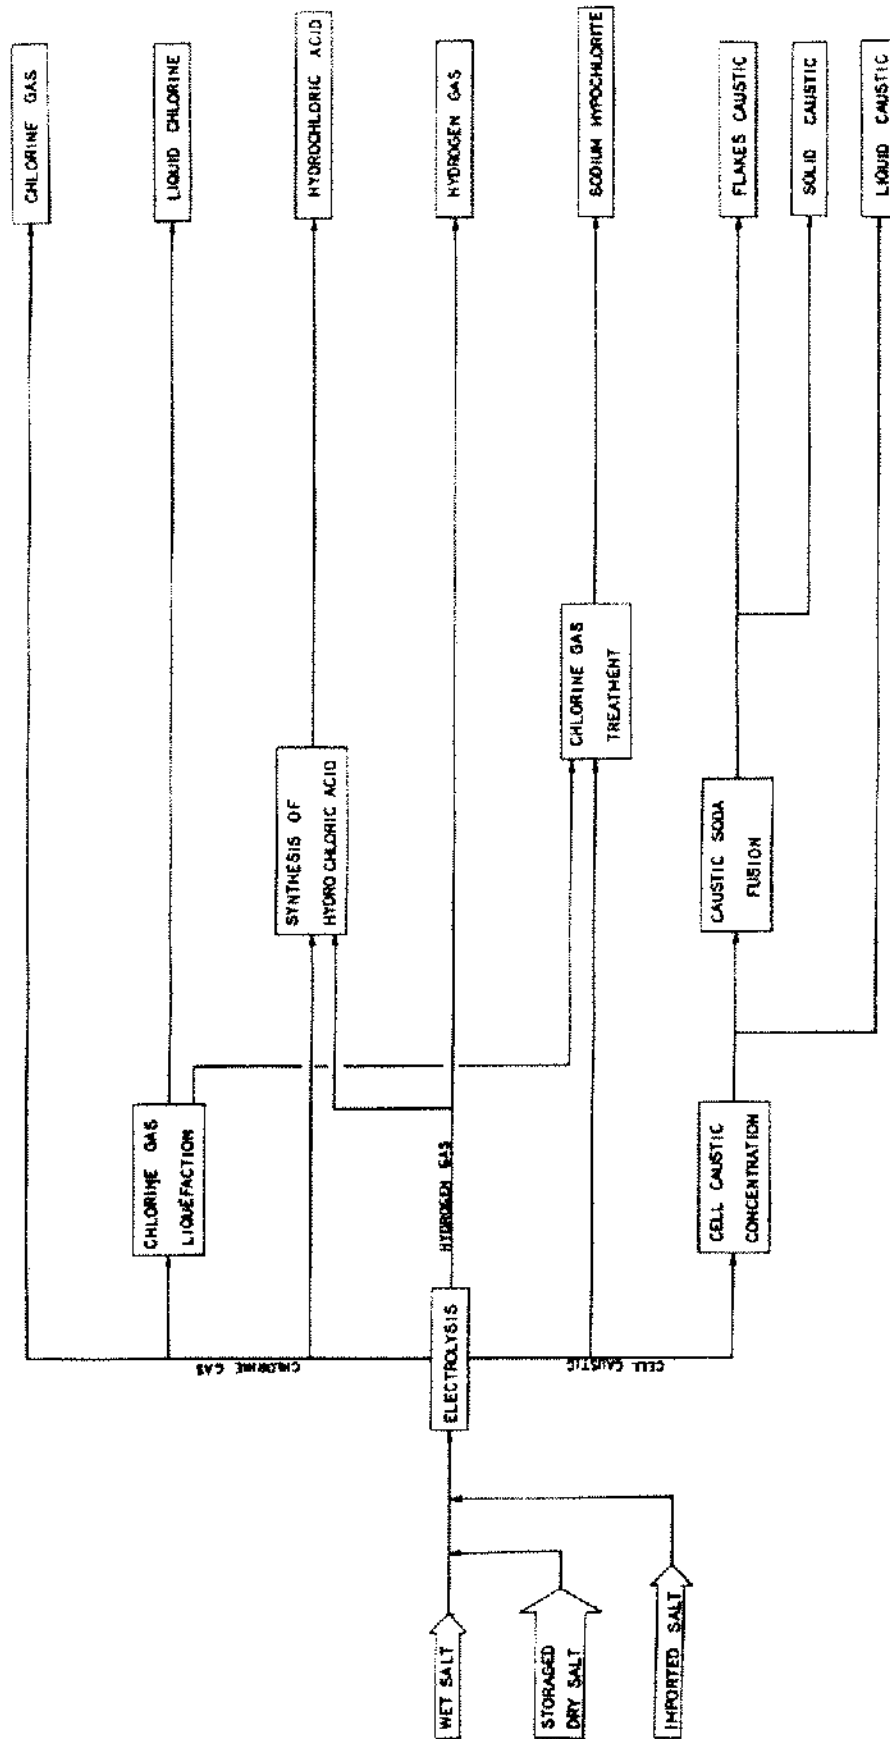 WET SALT
STORAGED
DRY SALT
IMPORTED SALT
ELECTROLYSIS
CHLORINE GAS
HYDROGEN GAS
CELL CAUSTIC
CHLORINE GAS
LIQUEFACTION
CELL CAUSTIC
CONCENTRATION
SYNTHESIS OF
HYDRO CHLORIC ACID
CAUSTIC SODA
FUSION
CHLORINE GAS
TREATMENT
CHLORINE GAS
LIQUID CHLORINE
HYDROCHLORIC ACID
HYDROGEN GAS
SODIUM HYPOCHLORITE
FLAKES CAUSTIC
SOLID CAUSTIC
LIQUID CAUSTIC